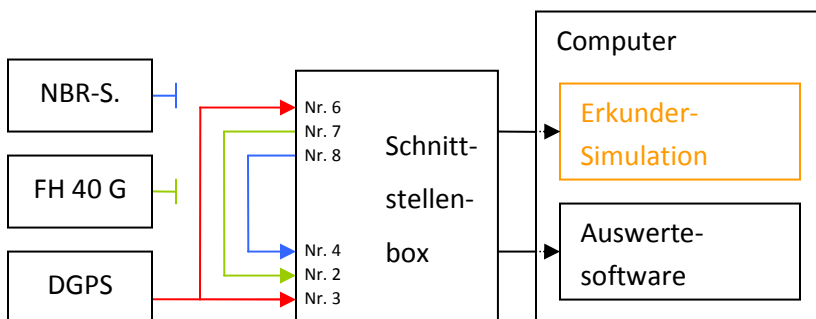 NBR-S.
FH 40 G
DGPS
Nr. 6
Nr. 7
Nr. 8
Nr. 4
Nr. 2
Nr. 3
Schnitt-
stellen-
box
Computer
Erkunder-
Simulation
Auswerte-
software